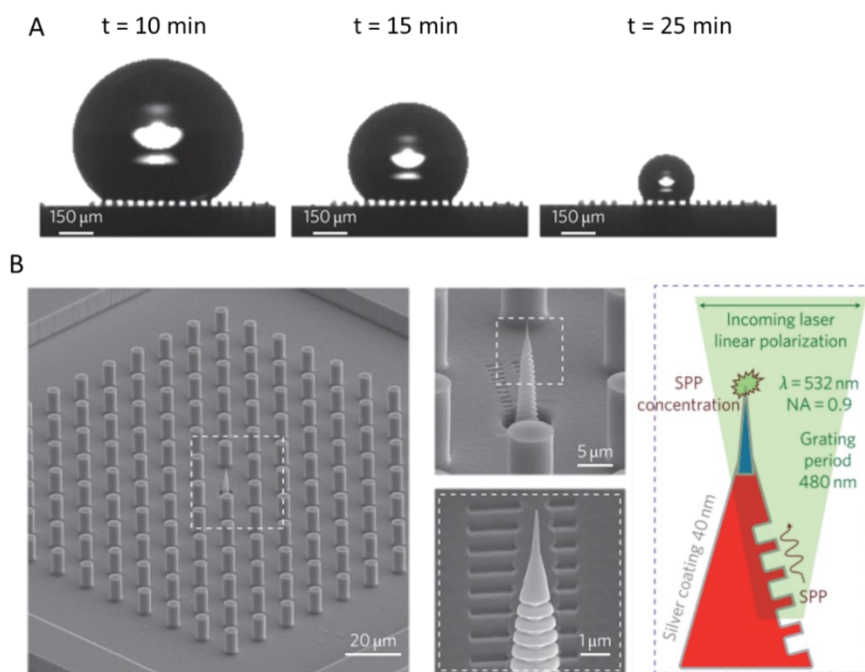 A
t = 10 min
t = 15 min
t = 25 min
150 μm
150 μm
150 μm
B
20 μm
5 μm
1 μm
Incoming laser
linear polarization
SPP
concentration
λ = 532 nm
NA = 0.9
Grating
period
480 nm
Silver coating 40 nm
SPP